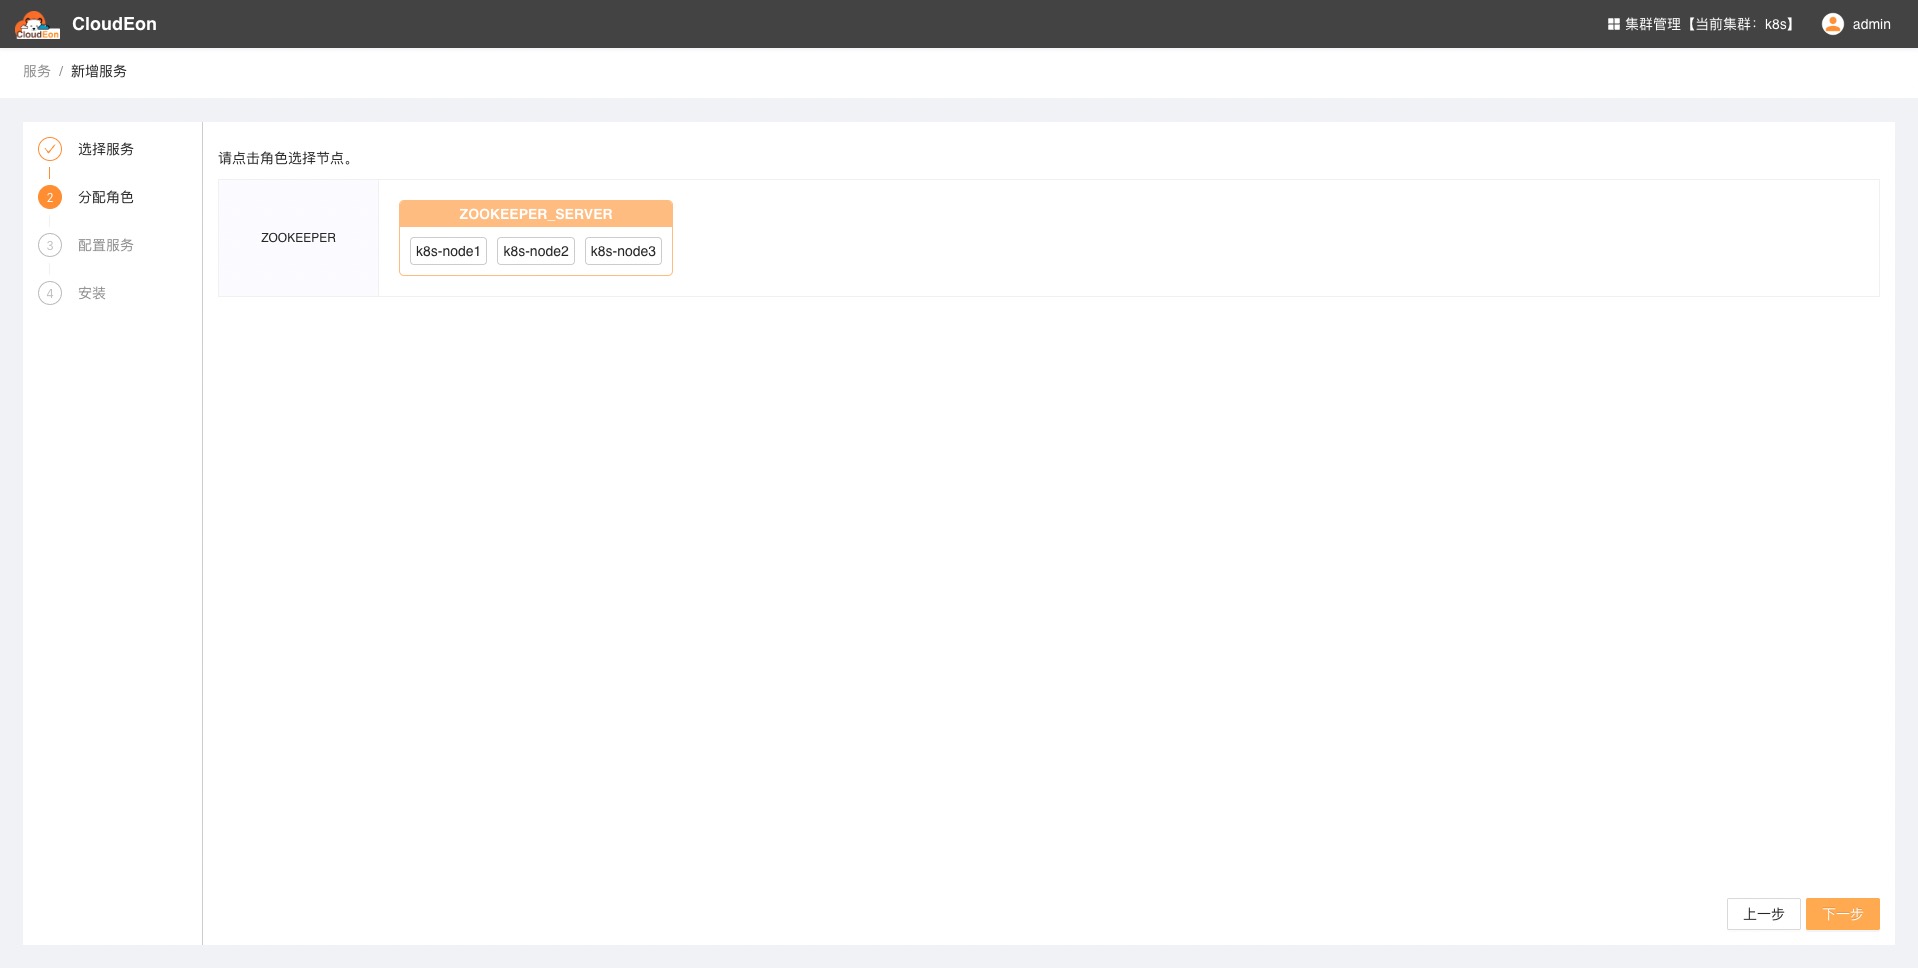 CloudEon
CloudEon
集群管理【当前集群：k8s】
admin
服务 / 新增服务
选择服务
2 分配角色
3 配置服务
4 安装
请点击角色选择节点。
ZOOKEEPER
ZOOKEEPER_SERVER
k8s-node1 k8s-node2 k8s-node3
上一步 下一步